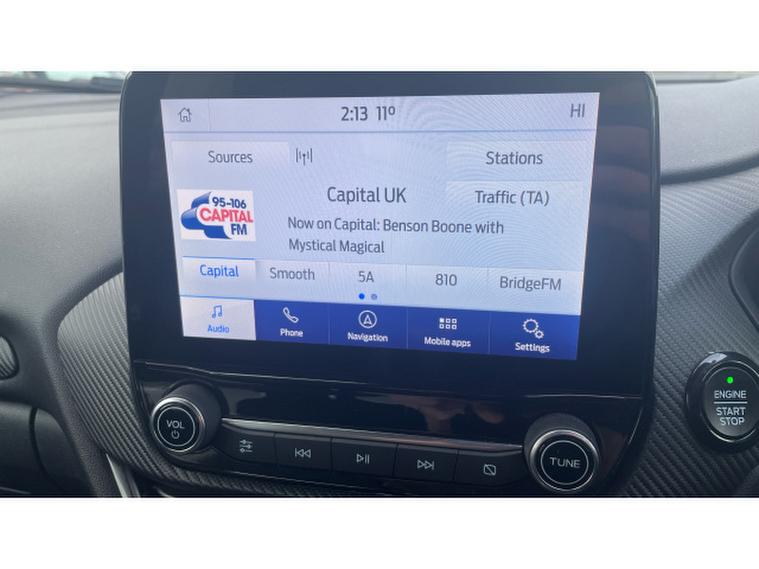 2:13 11º HI
Sources Stations
Capital UK Traffic (TA)
95-106
CAPITAL
FM
Now on Capital: Benson Boone with
Mystical Magical
Capital Smooth 5A 810 BridgeFM
Audio Phone Navigation Mobile apps Settings
VOL
TUNE
ENGINE
START
STOP